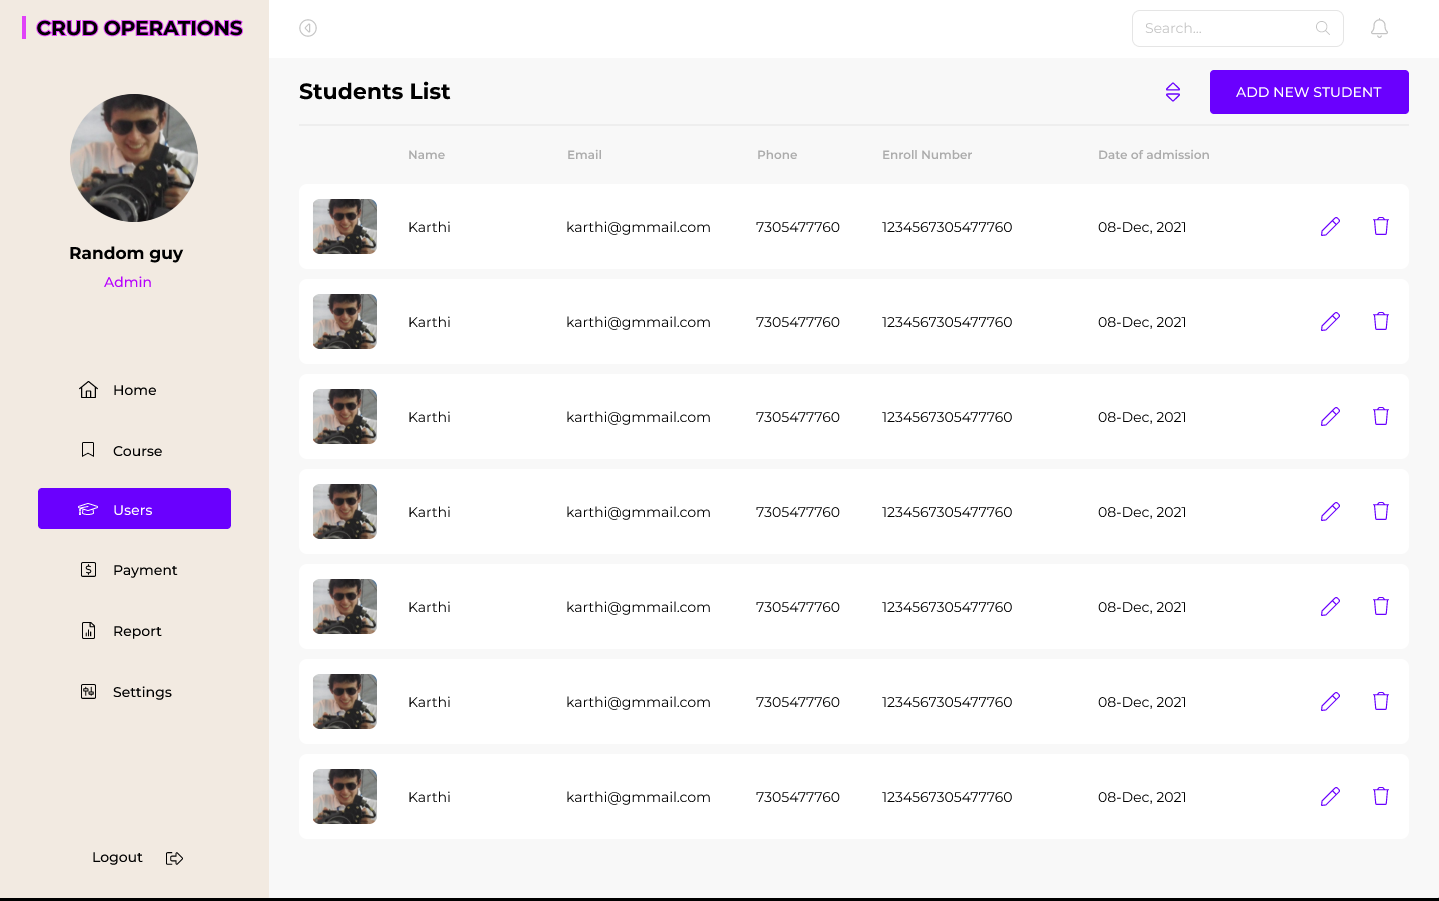 CRUD OPERATIONS
Search...
Random guy
Admin
Home
Course
Users
Payment
Report
Settings
Logout
Students List
ADD NEW STUDENT
Name Email Phone Enroll Number Date of admission
Karthi karthi@gmmail.com 7305477760 1234567305477760 08-Dec, 2021
Karthi karthi@gmmail.com 7305477760 1234567305477760 08-Dec, 2021
Karthi karthi@gmmail.com 7305477760 1234567305477760 08-Dec, 2021
Karthi karthi@gmmail.com 7305477760 1234567305477760 08-Dec, 2021
Karthi karthi@gmmail.com 7305477760 1234567305477760 08-Dec, 2021
Karthi karthi@gmmail.com 7305477760 1234567305477760 08-Dec, 2021
Karthi karthi@gmmail.com 7305477760 1234567305477760 08-Dec, 2021